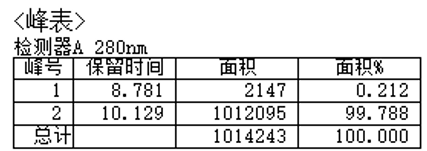 <峰表>
检测器A 280nm
峰号 保留时间 面积 面积%
1 8.781 2147 0.212
2 10.129 1012095 99.788
总计 1014243 100.000